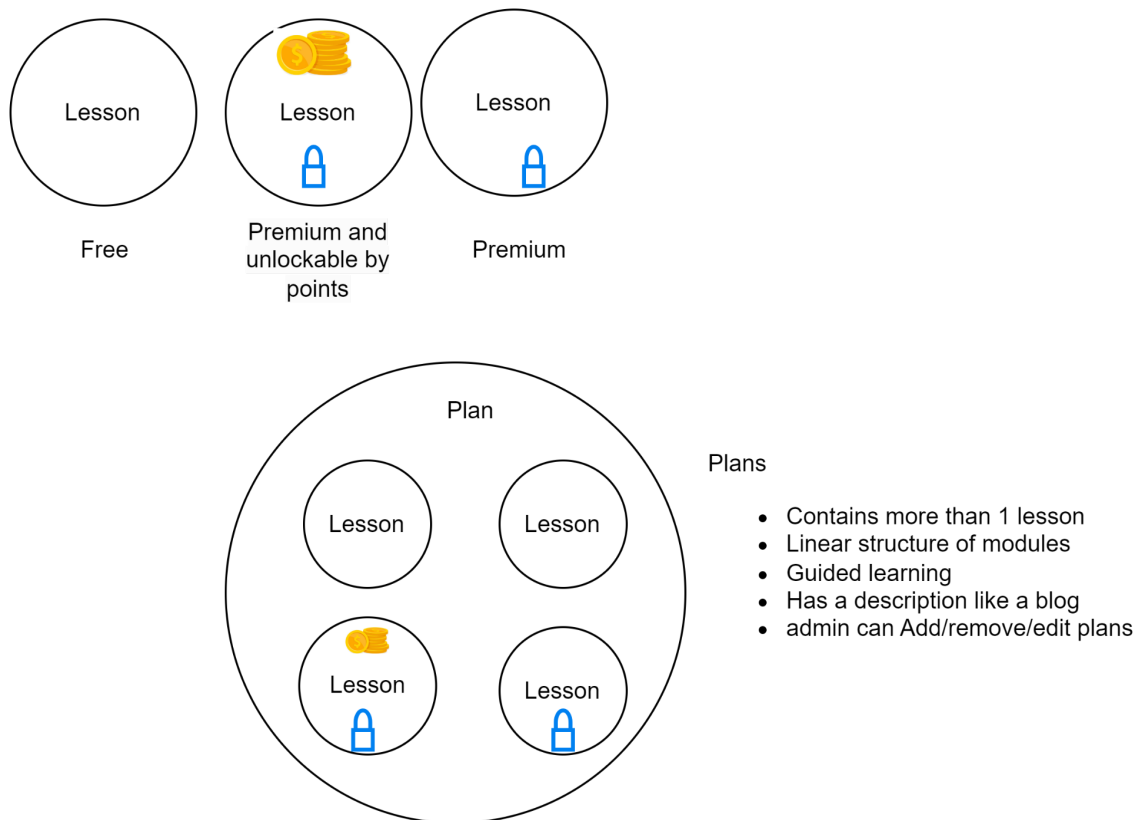 Lesson
Lesson
Lesson
Free
Premium and
unlockable by
points
Premium
Plan
Lesson
Lesson
Lesson
Lesson
Plans
• Contains more than 1 lesson
• Linear structure of modules
• Guided learning
• Has a description like a blog
• admin can Add/remove/edit plans